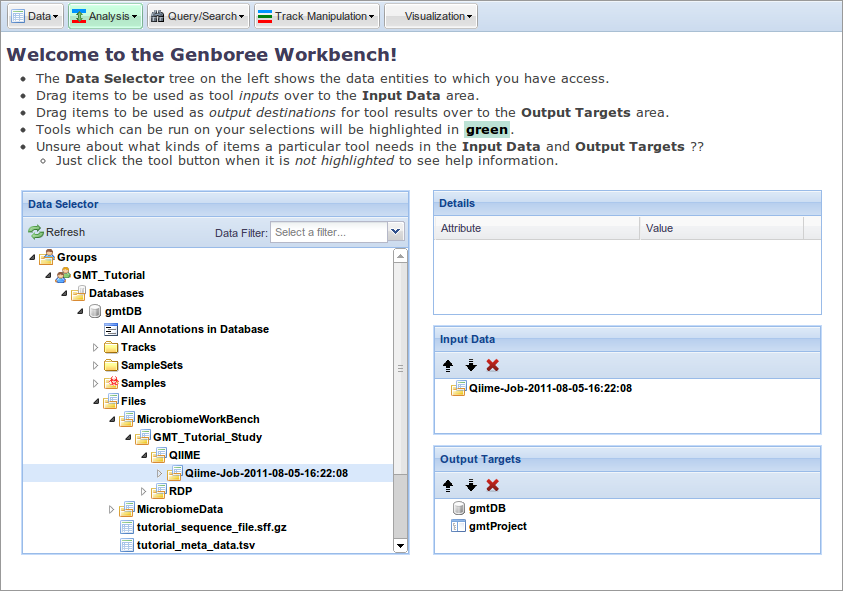 Data Analysis Query/Search Track Manipulation Visualization
Welcome to the Genboree Workbench!
The Data Selector tree on the left shows the data entities to which you have access.
Drag items to be used as tool inputs over to the Input Data area.
Drag items to be used as output destinations for tool results over to the Output Targets area.
Tools which can be run on your selections will be highlighted in green.
Unsure about what kinds of items a particular tool needs in the Input Data and Output Targets ??
Just click the tool button when it is not highlighted to see help information.
Data Selector
Refresh Data Filter: Select a filter...
Groups
GMT_Tutorial
Databases
gmtDB
All Annotations in Database
Tracks
SampleSets
Samples
Files
MicrobiomeWorkBench
GMT_Tutorial_Study
QIIME
Qiime-Job-2011-08-05-16:22:08
RDP
MicrobiomeData
tutorial_sequence_file.sff.gz
tutorial_meta_data.tsv
Details
Attribute Value
Input Data
Qiime-Job-2011-08-05-16:22:08
Output Targets
gmtDB
gmtProject